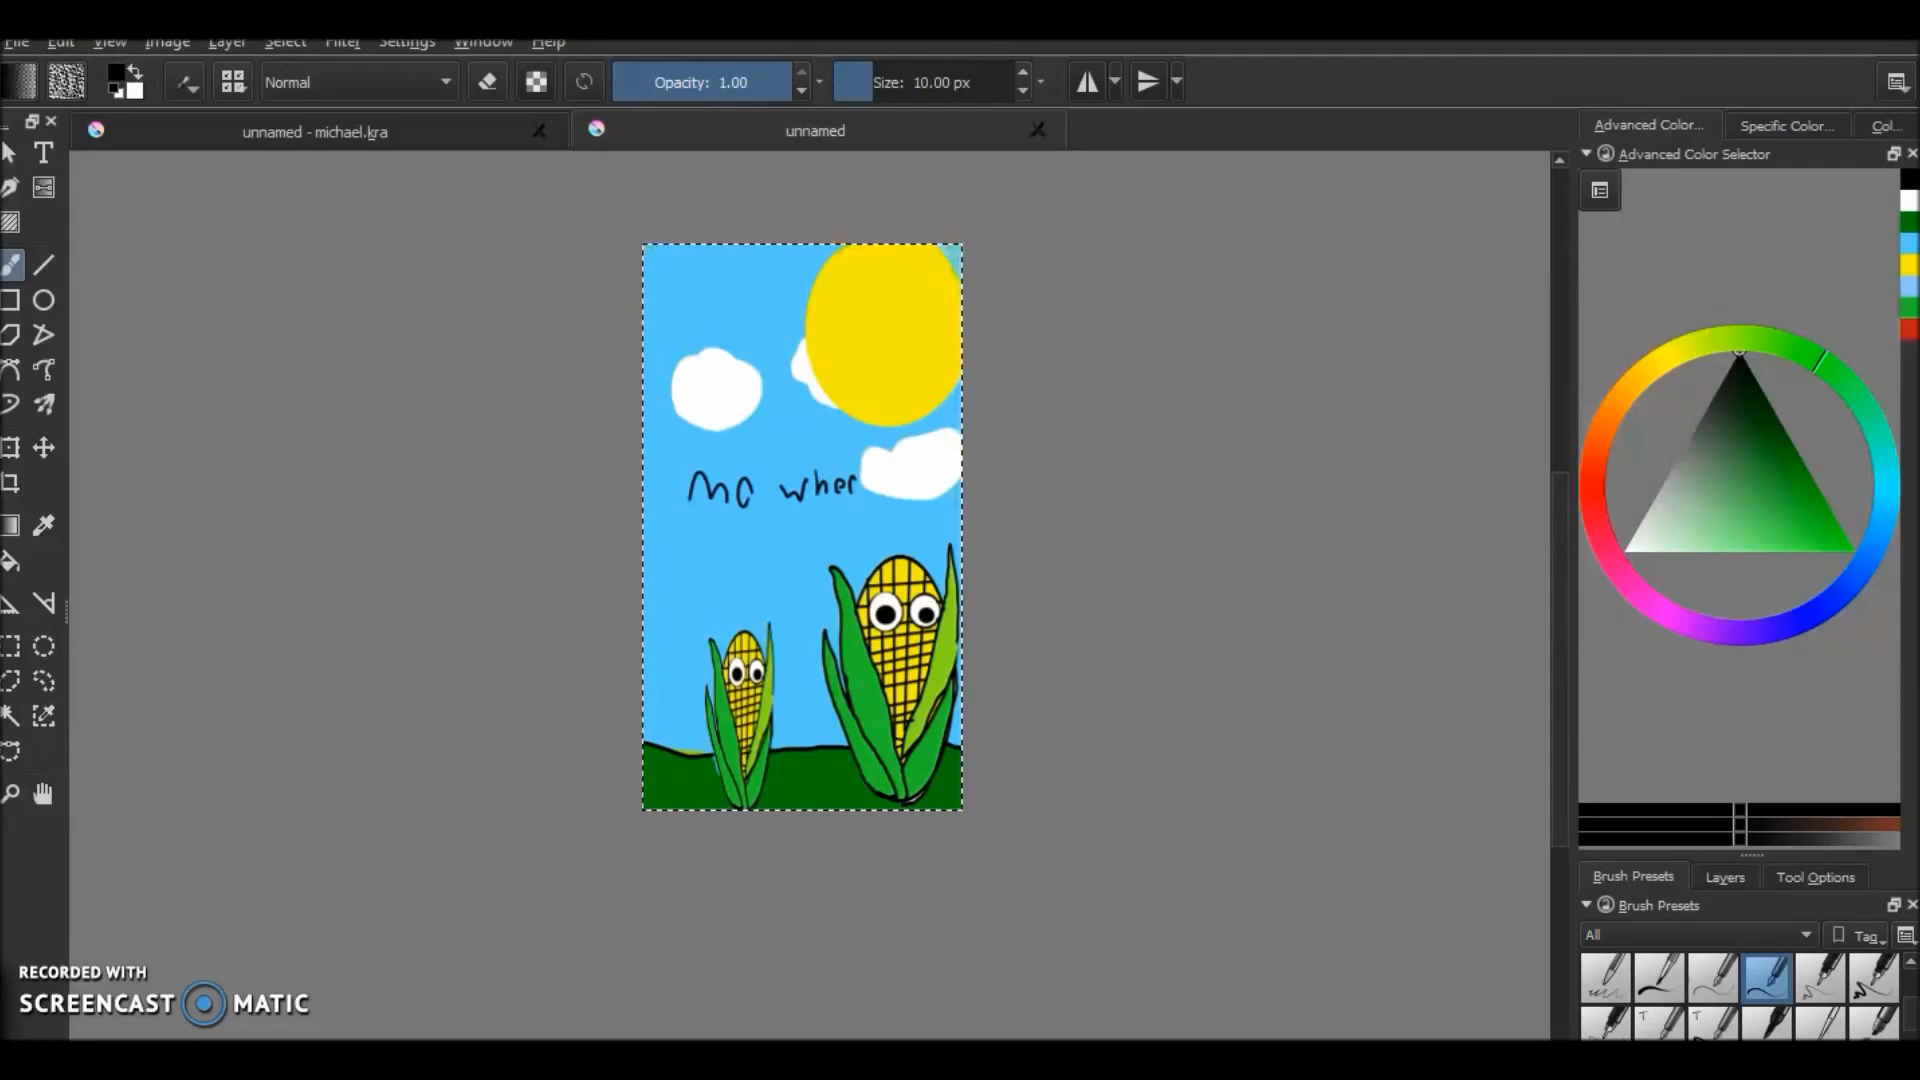 File Edit View Image Layer Select Filter Settings Window Help
Normal Opacity: 1.00 Size: 10.00 px
unnamed - michael.kra unnamed
Advanced Color... Specific Color... Col...
Advanced Color Selector
Ma wher
Brush Presets Layers Tool Options
Brush Presets
All Tag
RECORDED WITH
SCREENCAST MATIC